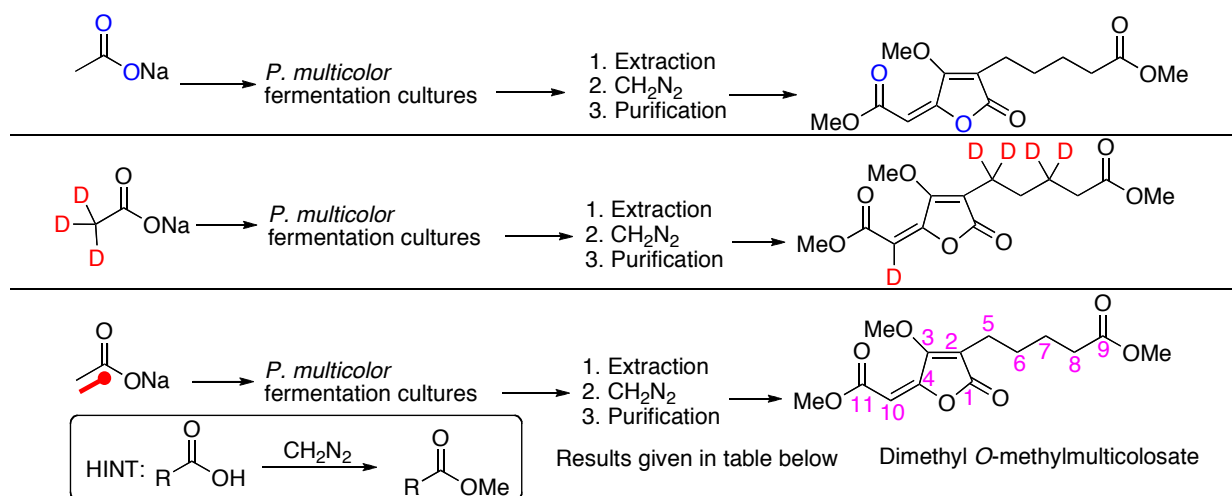 O
ONa
P. multicolor
fermentation cultures
1. Extraction
2. CH₂N₂
3. Purification
MeO
O
O
OMe
MeO
O
O
D
D
D
O
ONa
P. multicolor
fermentation cultures
1. Extraction
2. CH₂N₂
3. Purification
D D D D
MeO
O
O
OMe
MeO
O
O
D
O
ONa
P. multicolor
fermentation cultures
1. Extraction
2. CH₂N₂
3. Purification
MeO
5
O
3
2
7
9
OMe
O
6
8
4
1
MeO
11
10
O
O
HINT:
O
R
OH
CH₂N₂
O
R
OMe
Results given in table below
Dimethyl O-methylmulticolosate